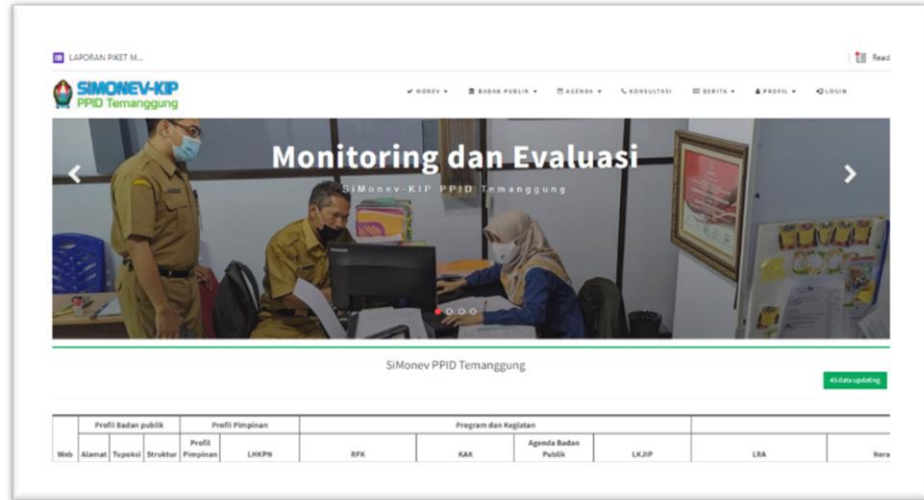 LAPORAN PIKET M...
Read
SIMONEV-KIP
PPID Temanggung
MONEV
BADAN PUBLIK
AGENDA
KONSULTASI
BERITA
PROFIL
LOGIN
Monitoring dan Evaluasi
SiMonev-KIP PPID Temanggung
SiMonev PPID Temanggung
45 data updating
Profil Badan publik
Profil Pimpinan
Program dan Kegiatan
Web
Alamat
Tupoksi
Struktur
Profil Pimpinan
LHKPN
RFK
KAK
Agenda Badan Publik
LKJIP
LRA
Nera